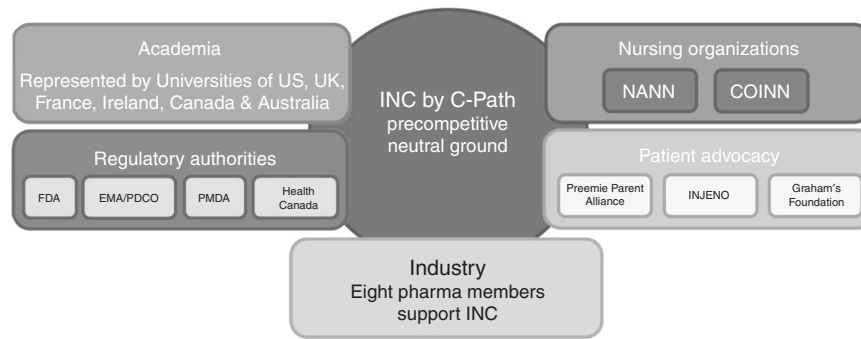 Academia
Represented by Universities of US, UK,
France, Ireland, Canada & Australia
Regulatory authorities
FDA
EMA/PDCO
PMDA
Health
Canada
INC by C-Path
precompetitive
neutral ground
Nursing organizations
NANN
COINN
Patient advocacy
Preemie Parent
Alliance
INJENO
Graham's
Foundation
Industry
Eight pharma members
support INC